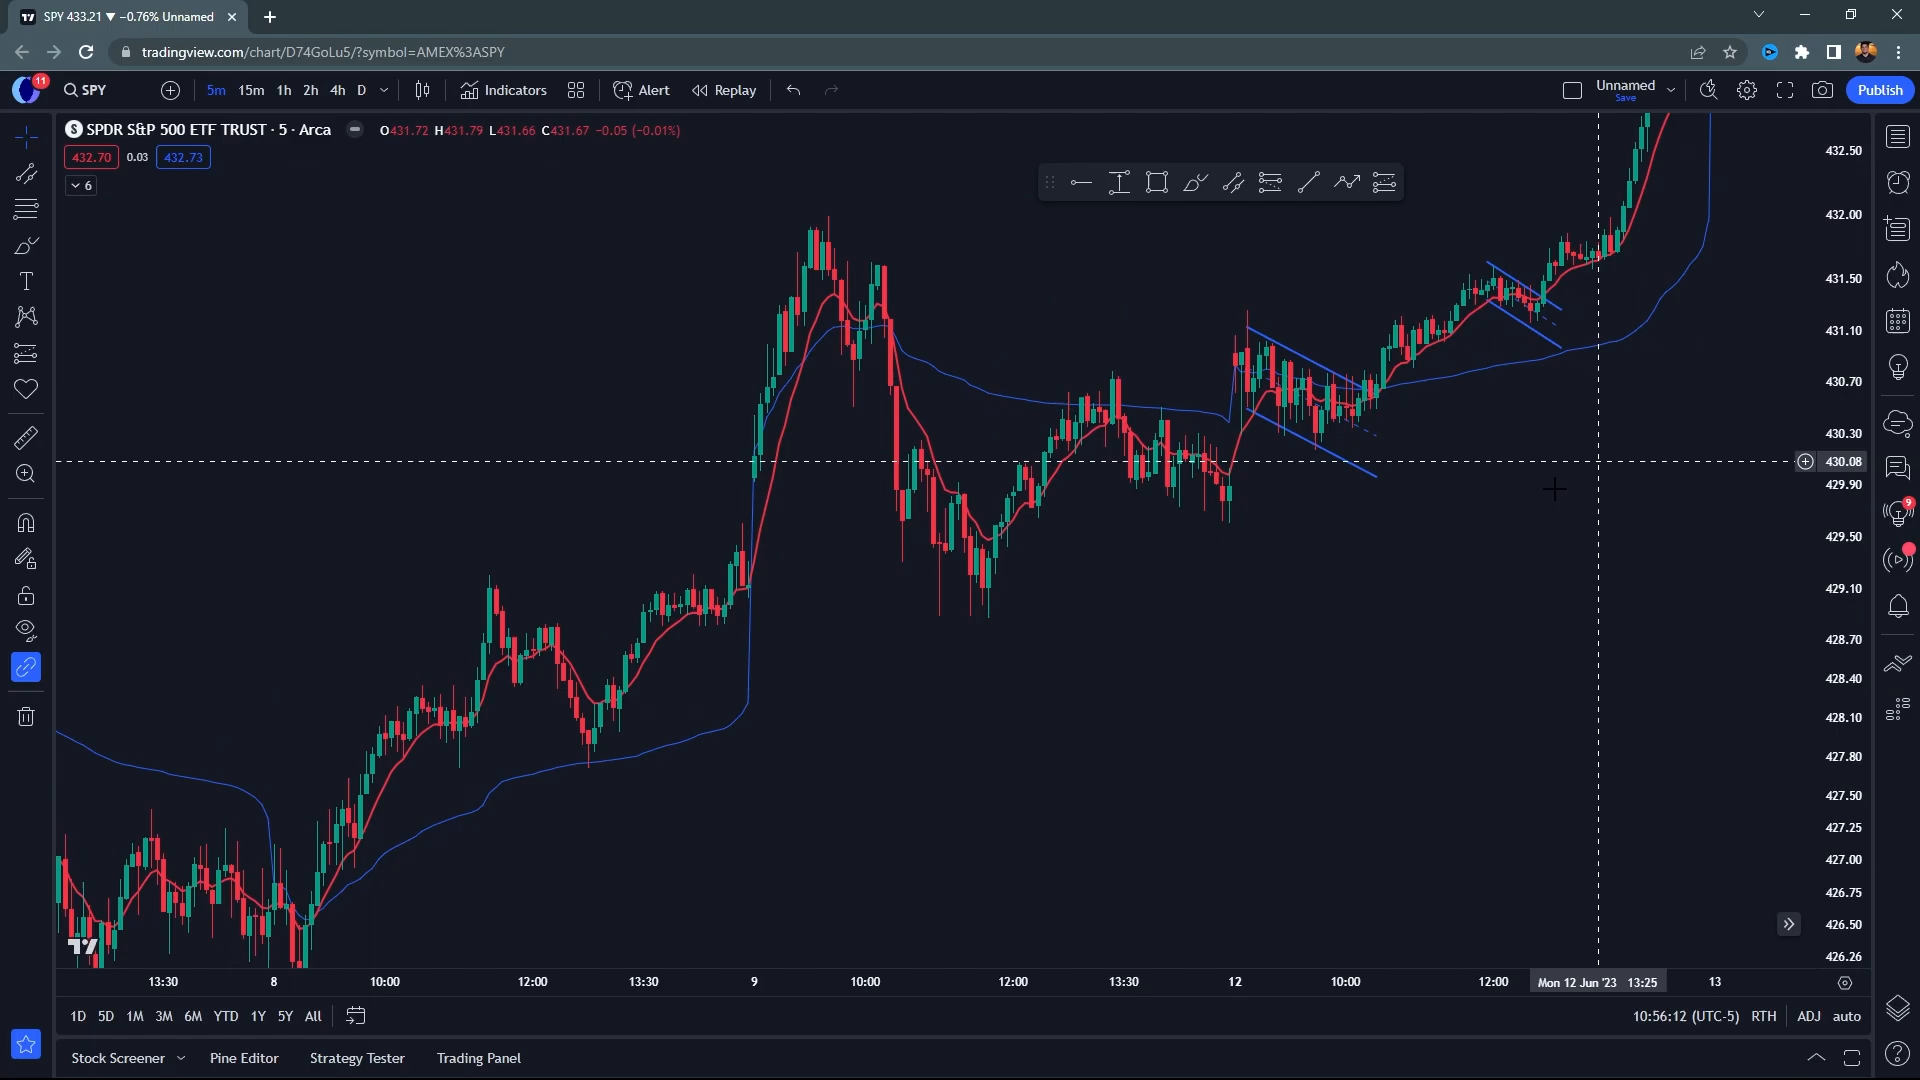 SPY 433.21 ▼ −0.76% Unnamed
tradingview.com/chart/D74GoLu5/?symbol=AMEX%3ASPY
11
SPY 5m 15m 1h 2h 4h D Indicators Alert Replay Unnamed Save Publish
S SPDR S&P 500 ETF TRUST · 5 · Arca O431.72 H431.79 L431.66 C431.67 −0.05 (−0.01%)
432.70 0.03 432.73
6
432.50
432.00
431.50
431.10
430.70
430.30
430.08
429.90
429.50
429.10
428.70
428.40
428.10
427.80
427.50
427.25
427.00
426.75
426.50
426.26
9
13:30 8 10:00 12:00 13:30 9 10:00 12:00 13:30 12 10:00 12:00 Mon 12 Jun '23 13:25 13
1D 5D 1M 3M 6M YTD 1Y 5Y All 10:56:12 (UTC-5) RTH ADJ auto
Stock Screener Pine Editor Strategy Tester Trading Panel